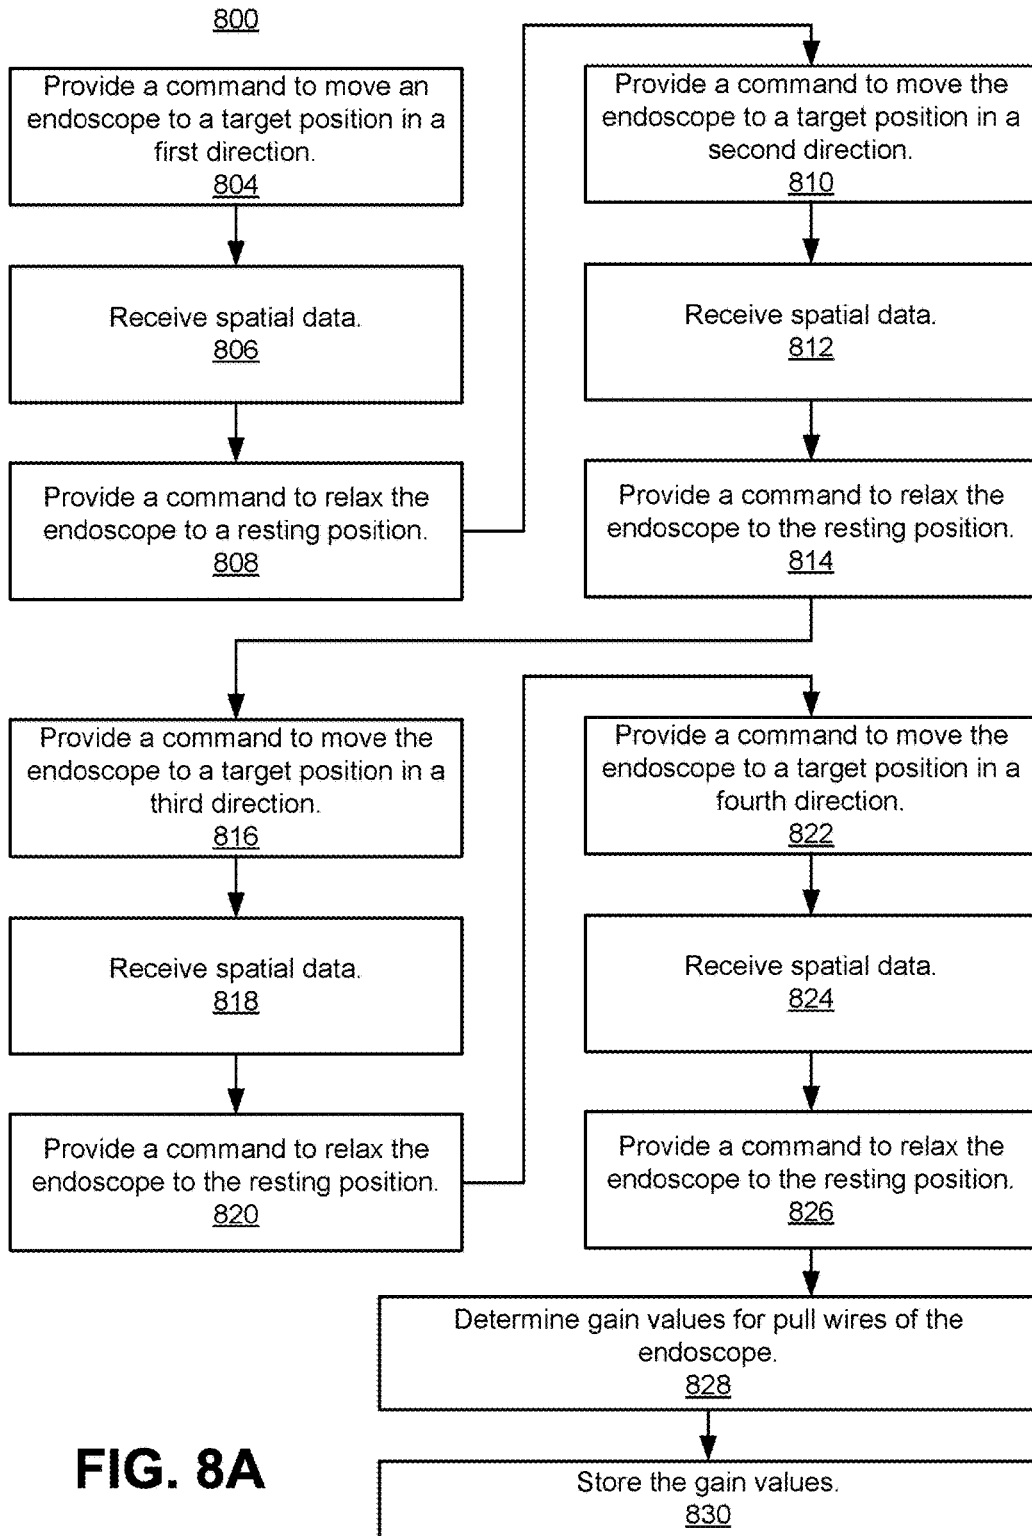 800
Provide a command to move an
endoscope to a target position in a
first direction.
804
Receive spatial data.
806
Provide a command to relax the
endoscope to a resting position.
808
Provide a command to move the
endoscope to a target position in a
second direction.
810
Receive spatial data.
812
Provide a command to relax the
endoscope to the resting position.
814
Provide a command to move the
endoscope to a target position in a
third direction.
816
Receive spatial data.
818
Provide a command to relax the
endoscope to the resting position.
820
Provide a command to move the
endoscope to a target position in a
fourth direction.
822
Receive spatial data.
824
Provide a command to relax the
endoscope to the resting position.
826
Determine gain values for pull wires of the
endoscope.
828
Store the gain values.
830
FIG. 8A